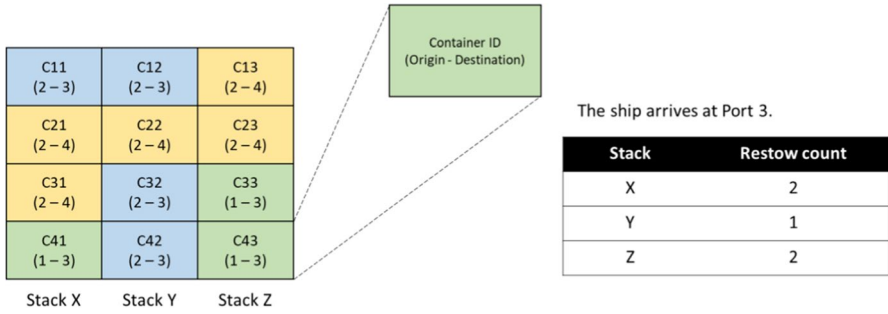 C11 C12 C13
(2 – 3) (2 – 3) (2 – 4)
C21 C22 C23
(2 – 4) (2 – 4) (2 – 4)
C31 C32 C33
(2 – 4) (2 – 3) (1 – 3)
C41 C42 C43
(1 – 3) (2 – 3) (1 – 3)
Stack X Stack Y Stack Z
Container ID
(Origin - Destination)
The ship arrives at Port 3.
Stack Restow count
X 2
Y 1
Z 2